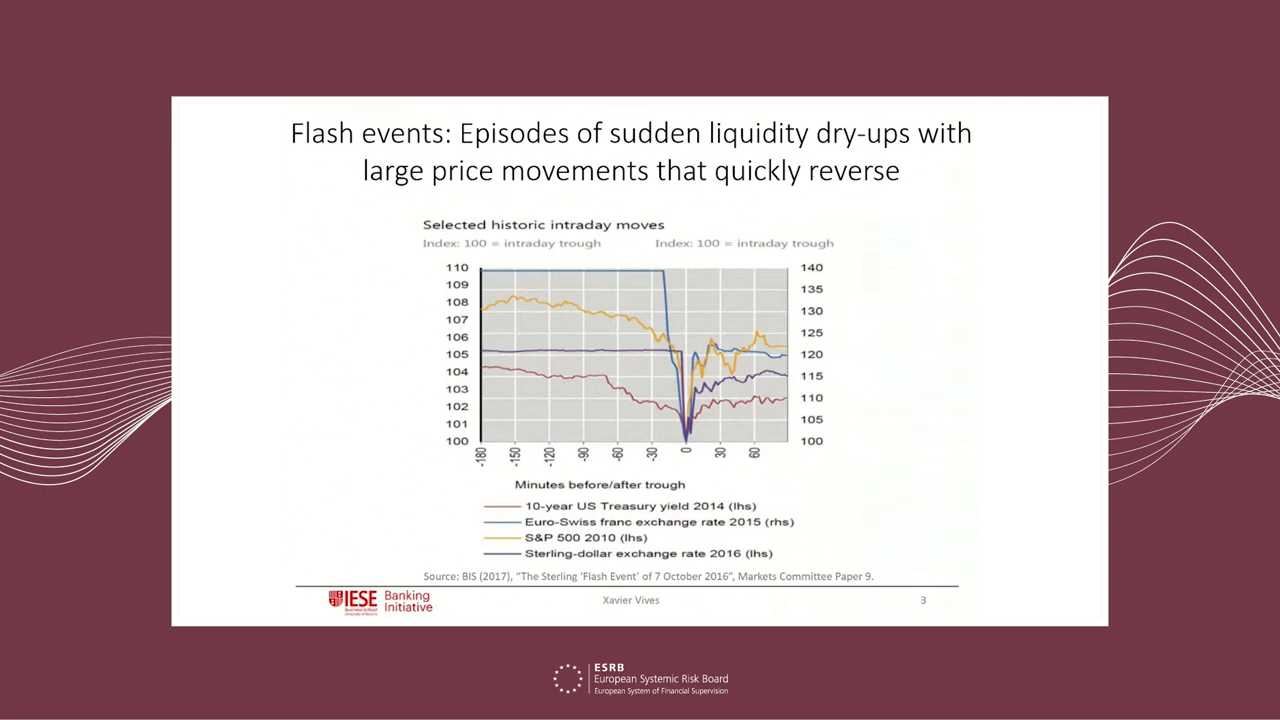 Flash events: Episodes of sudden liquidity dry-ups with
large price movements that quickly reverse
Selected historic intraday moves
Index: 100 = intraday trough
Index: 100 = intraday trough
110
109
108
107
106
105
104
103
102
101
100
140
135
130
125
120
115
110
105
100
-180
-150
-120
-90
-60
-30
0
30
60
Minutes before/after trough
10-year US Treasury yield 2014 (lhs)
Euro-Swiss franc exchange rate 2015 (rhs)
S&P 500 2010 (lhs)
Sterling-dollar exchange rate 2016 (lhs)
Source: BIS (2017), “The Sterling ‘Flash Event’ of 7 October 2016”, Markets Committee Paper 9.
IESE
Banking
Initiative
Xavier Vives
3
ESRB
European Systemic Risk Board
European System of Financial Supervision